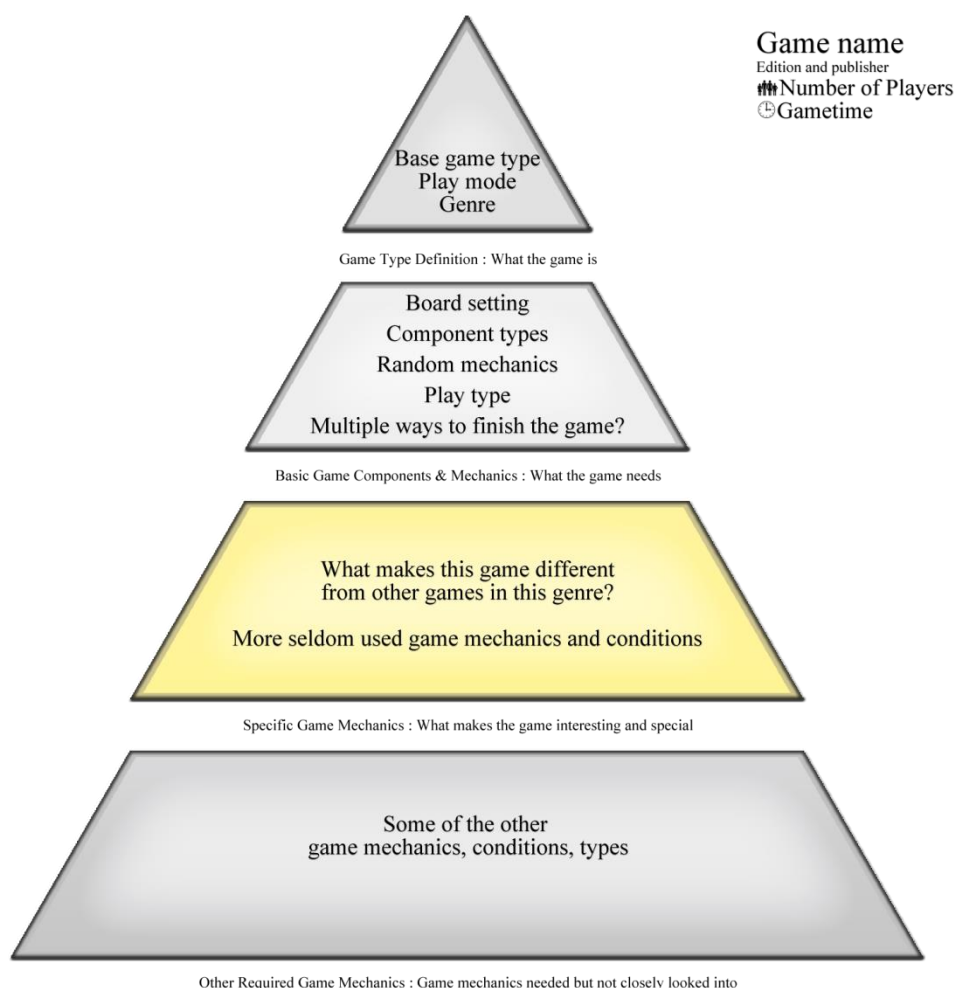 Game name
Edition and publisher
Number of Players
Gametime
Base game type
Play mode
Genre
Game Type Definition : What the game is
Board setting
Component types
Random mechanics
Play type
Multiple ways to finish the game?
Basic Game Components & Mechanics : What the game needs
What makes this game different
from other games in this genre?
More seldom used game mechanics and conditions
Specific Game Mechanics : What makes the game interesting and special
Some of the other
game mechanics, conditions, types
Other Required Game Mechanics : Game mechanics needed but not closely looked into